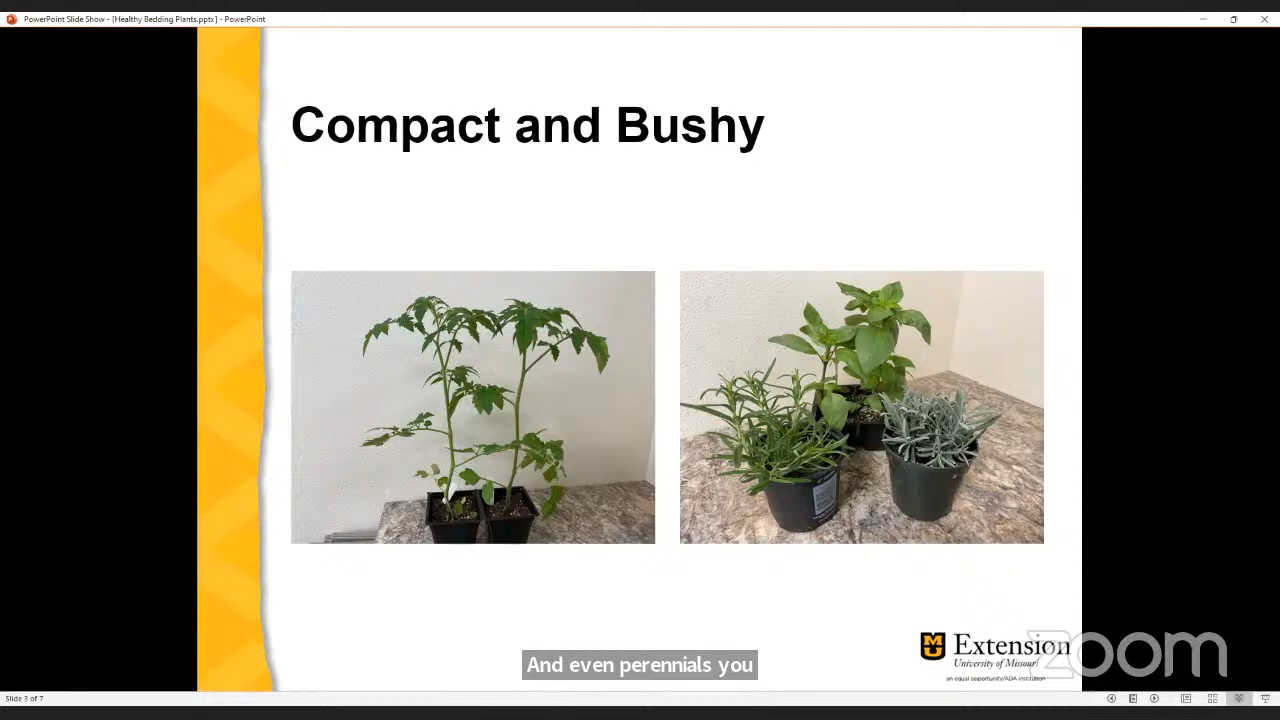 PowerPoint Slide Show - [Healthy Bedding Plants.pptx] - PowerPoint
Compact and Bushy
MU Extension
University of Missouri
an equal opportunity/ADA institution
zoom
And even perennials you
Slide 3 of 7